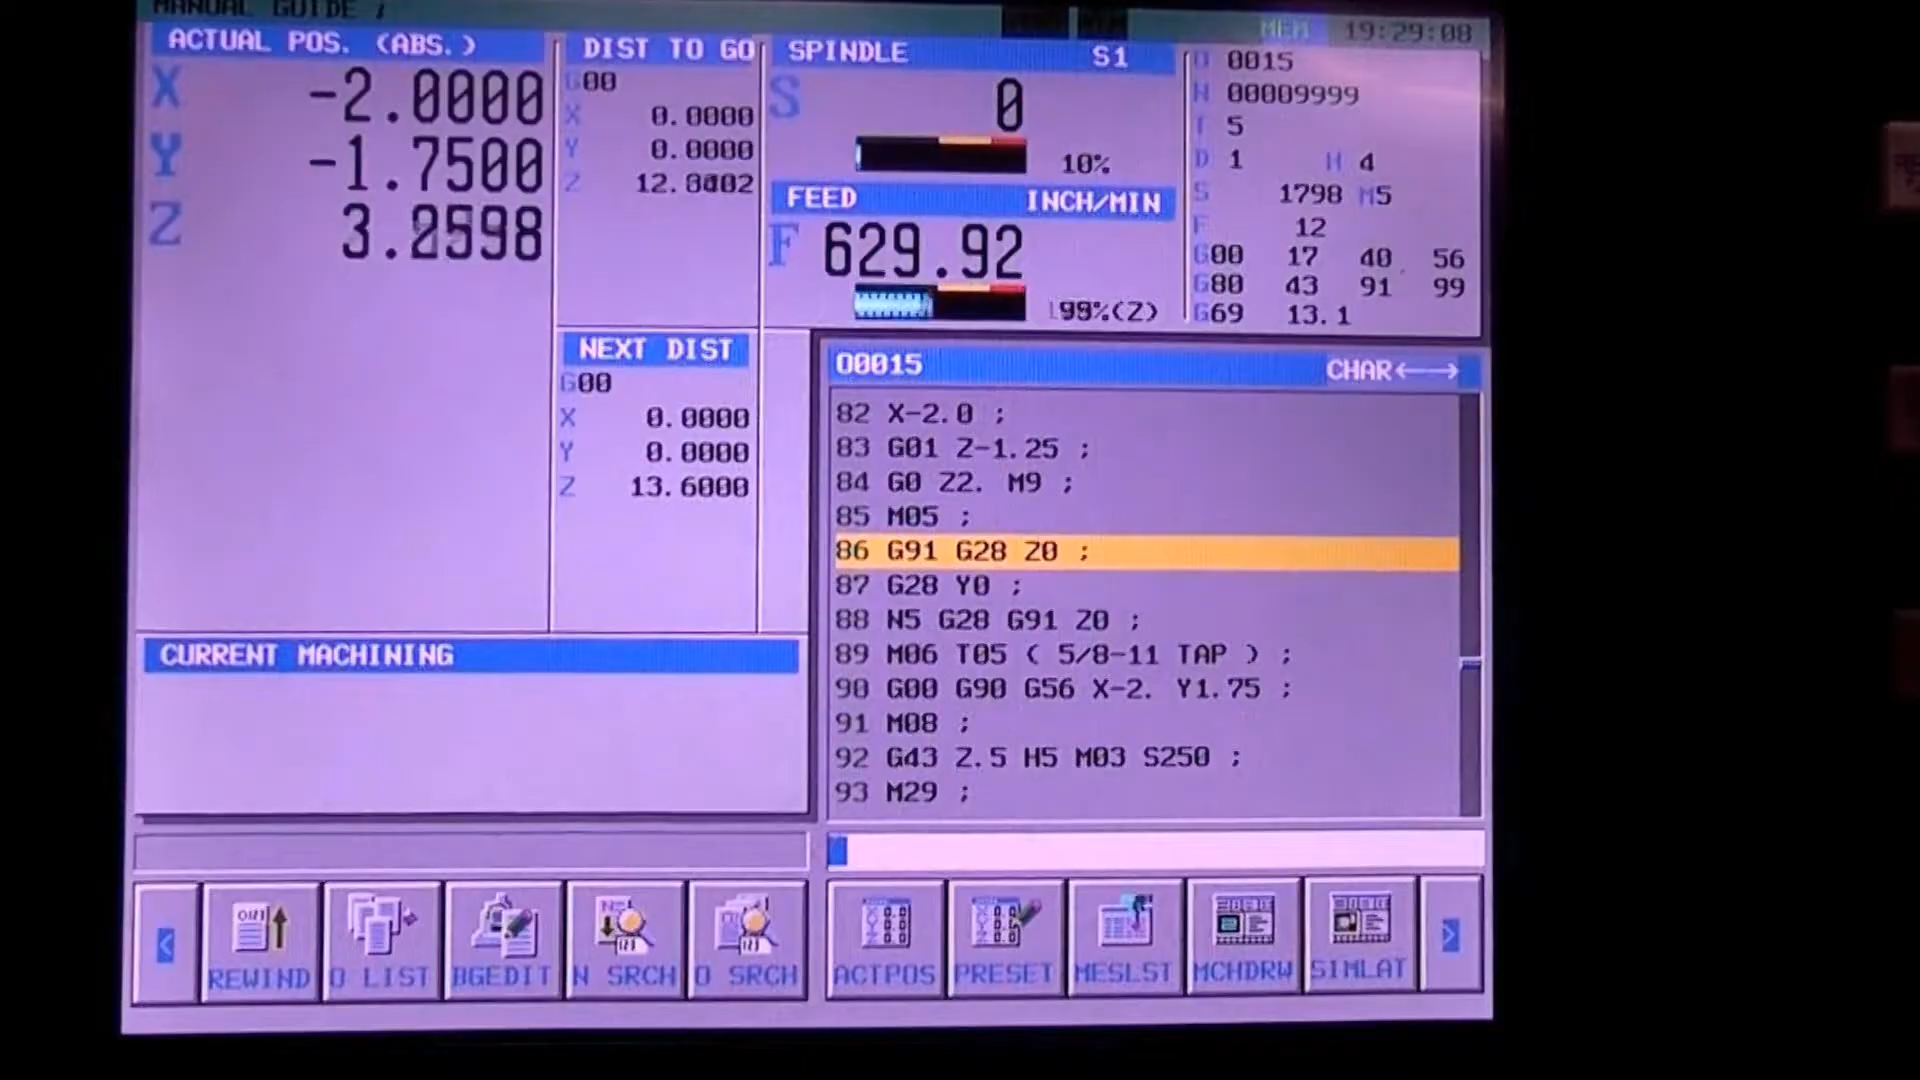 MANUAL GUIDE i
MEM 19:29:08
ACTUAL POS. (ABS.)
X -2.0000
Y -1.7500
Z 3.2598
DIST TO GO
G00
X 0.0000
Y 0.0000
Z
NEXT DIST
G00
X 0.0000
Y 0.0000
Z 13.6000
SPINDLE S1
S 0
10%
FEED INCH/MIN
F 629.92
99%(Z)
O 0015
N 00009999
T 5
D 1 H 4
S 1798 M5
F 12
G00 17 40 56
G80 43 91 99
G69 13.1
O0015 CHAR←→
82 X-2.0 ;
83 G01 Z-1.25 ;
84 G0 Z2. M9 ;
85 M05 ;
86 G91 G28 Z0 ;
87 G28 Y0 ;
88 N5 G28 G91 Z0 ;
89 M06 T05 ( 5/8-11 TAP ) ;
90 G00 G90 G56 X-2. Y1.75 ;
91 M08 ;
92 G43 Z.5 H5 M03 S250 ;
93 M29 ;
CURRENT MACHINING
< REWIND O LIST BGEDIT N SRCH O SRCH ACTPOS PRESET MESLST MCHDRW SIMLAT >